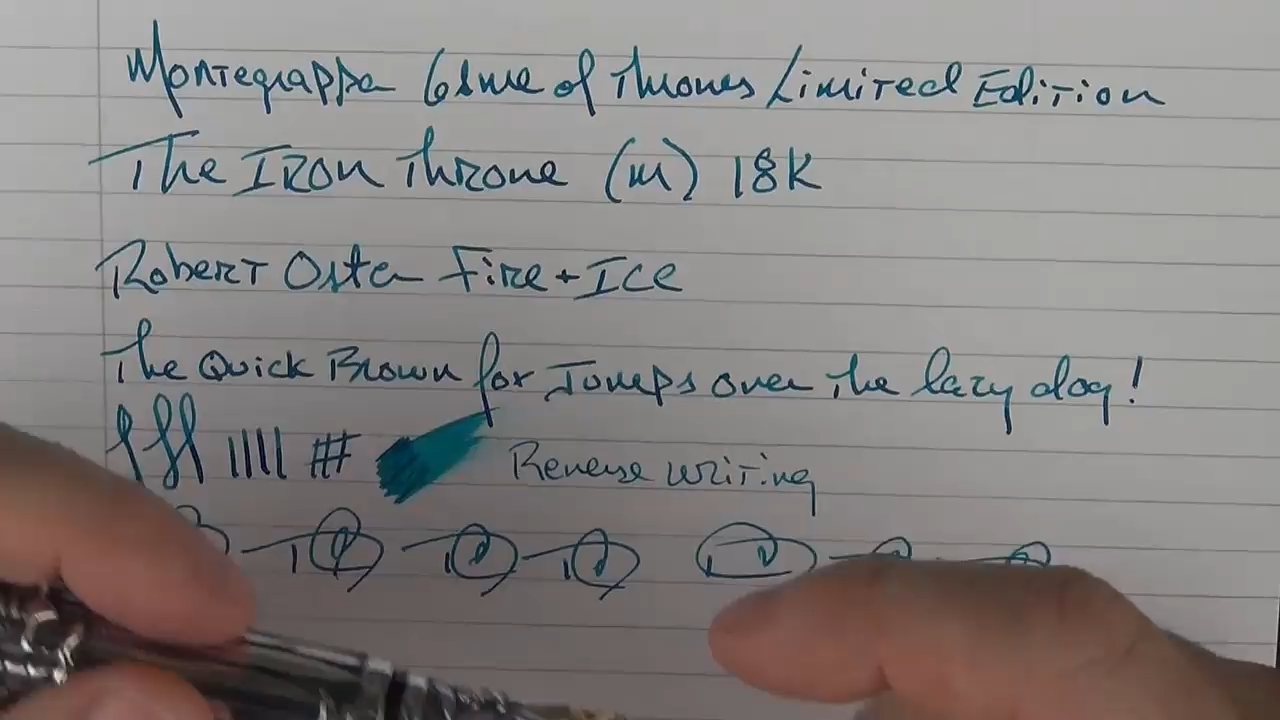 Montegrappa Game of Thrones Limited Edition
The Iron Throne (M) 18K
Robert Oster Fire + Ice
The Quick Brown fox Jumps over the lazy dog!
#
Reverse writing